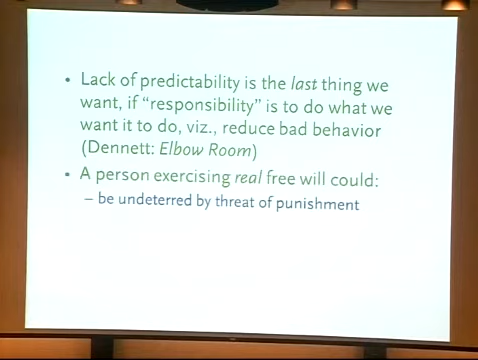 • Lack of predictability is the last thing we
want, if “responsibility” is to do what we
want it to do, viz., reduce bad behavior
(Dennett: Elbow Room)
• A person exercising real free will could:
– be undeterred by threat of punishment